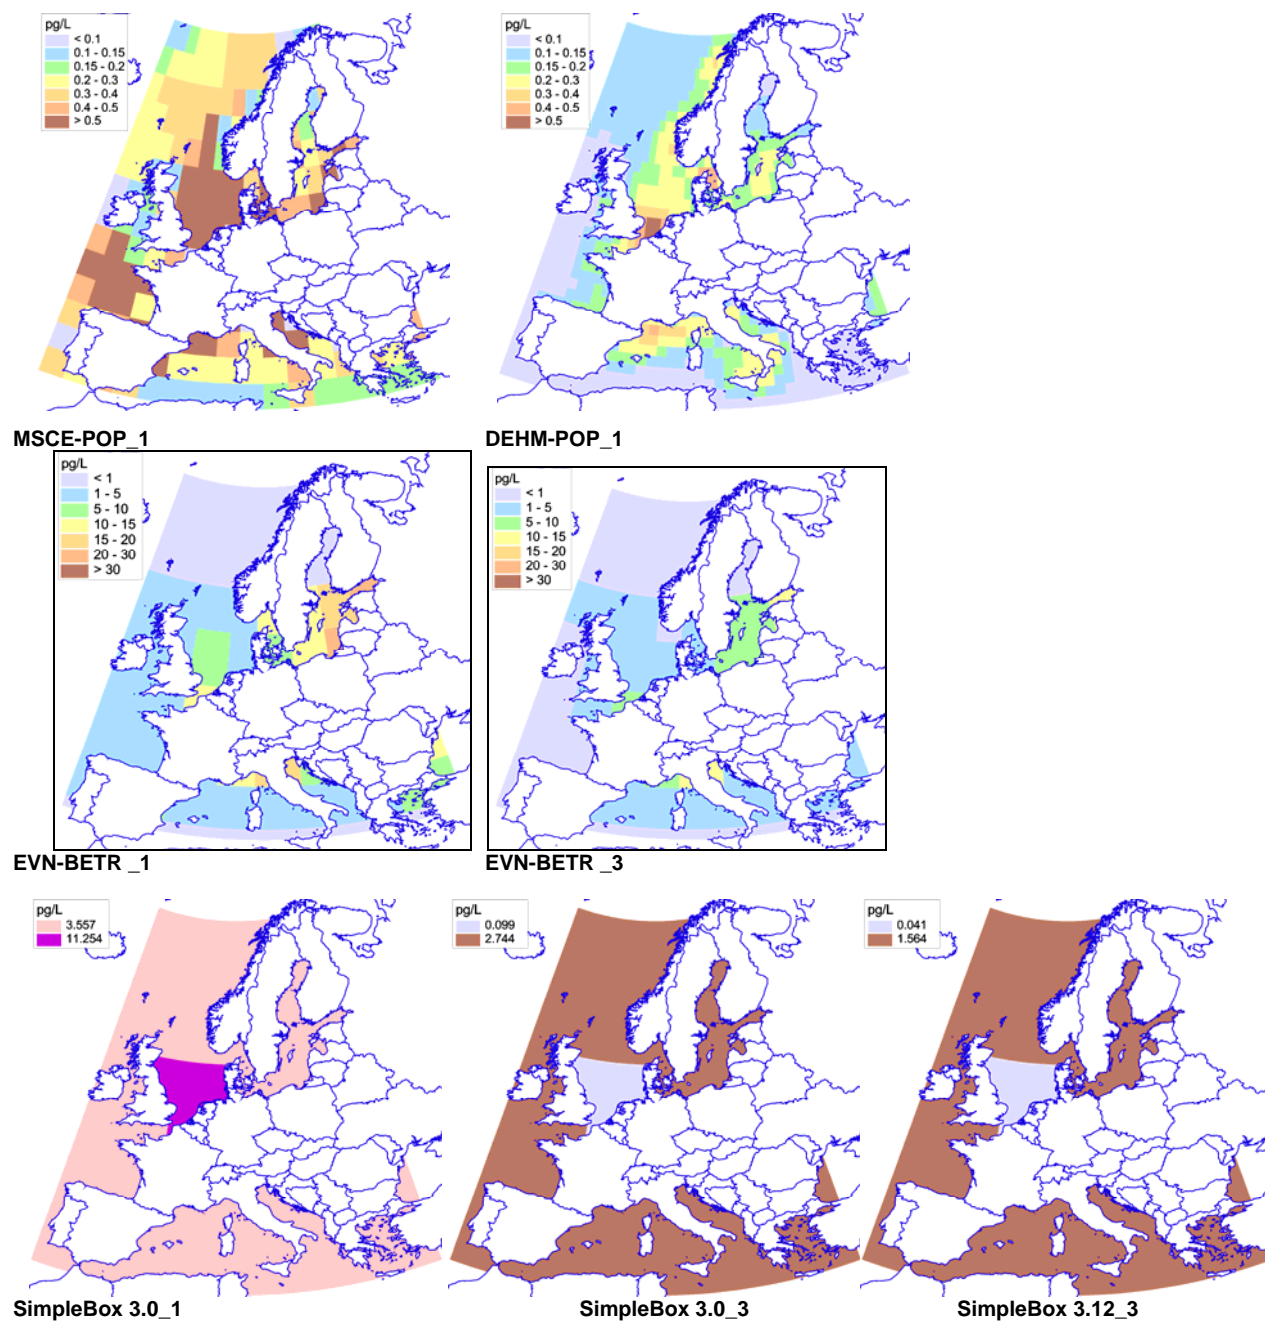 pg/L
< 0.1
0.1 - 0.15
0.15 - 0.2
0.2 - 0.3
0.3 - 0.4
0.4 - 0.5
> 0.5
MSCE-POP_1
pg/L
< 0.1
0.1 - 0.15
0.15 - 0.2
0.2 - 0.3
0.3 - 0.4
0.4 - 0.5
> 0.5
DEHM-POP_1
pg/L
< 1
1 - 5
5 - 10
10 - 15
15 - 20
20 - 30
> 30
EVN-BETR _1
pg/L
< 1
1 - 5
5 - 10
10 - 15
15 - 20
20 - 30
> 30
EVN-BETR _3
pg/L
3.557
11.254
SimpleBox 3.0_1
pg/L
0.099
2.744
SimpleBox 3.0_3
pg/L
0.041
1.564
SimpleBox 3.12_3